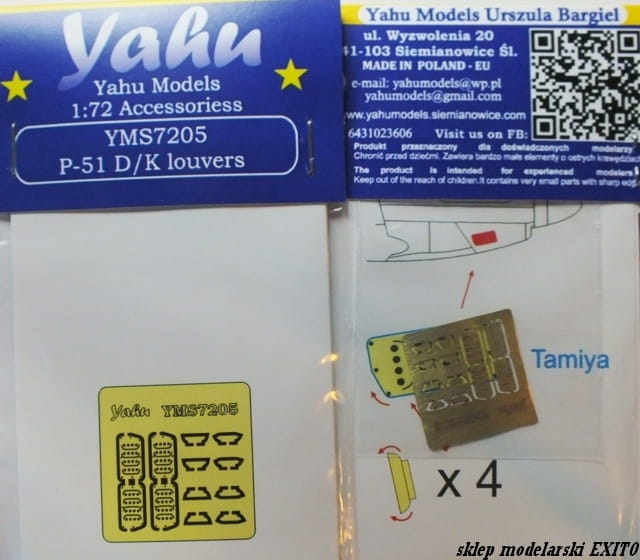 Yahu
Yahu Models
1:72 Accessoriess
YMS7205
P-51 D/K louvers
Yahu Models Urszula Bargiel
ul. Wyzwolenia 20
41-103 Siemianowice Śl.
MADE IN POLAND - EU
e-mail: yahumodels@wp.pl
yahumodels@gmail.com
www.yahumodels.siemianowice.com
6431023606 Visit us on FB:
Produkt przeznaczony dla doświadczonych modelarzy
Chronić przed dziećmi. Zawiera bardzo małe elementy o ostrych
The product is intended for experienced modelers
Keep out of the reach of children.It contains very small parts with sharp
Tamiya
yahu YMS7205
x 4
sklep modelarski EXITO